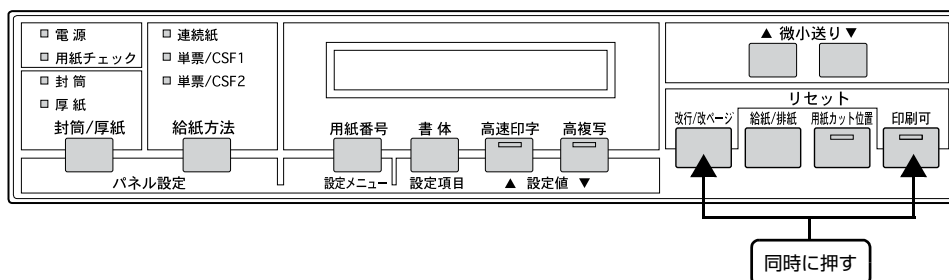 電源
用紙チェック
封筒
厚紙
封筒/厚紙
連続紙
単票/CSF1
単票/CSF2
給紙方法
パネル設定
用紙番号 書体 高速印字 高複写
設定メニュー 設定項目 ▲ 設定値 ▼
▲ 微小送り ▼
リセット
改行/改ページ 給紙/排紙 用紙カット位置 印刷可
同時に押す